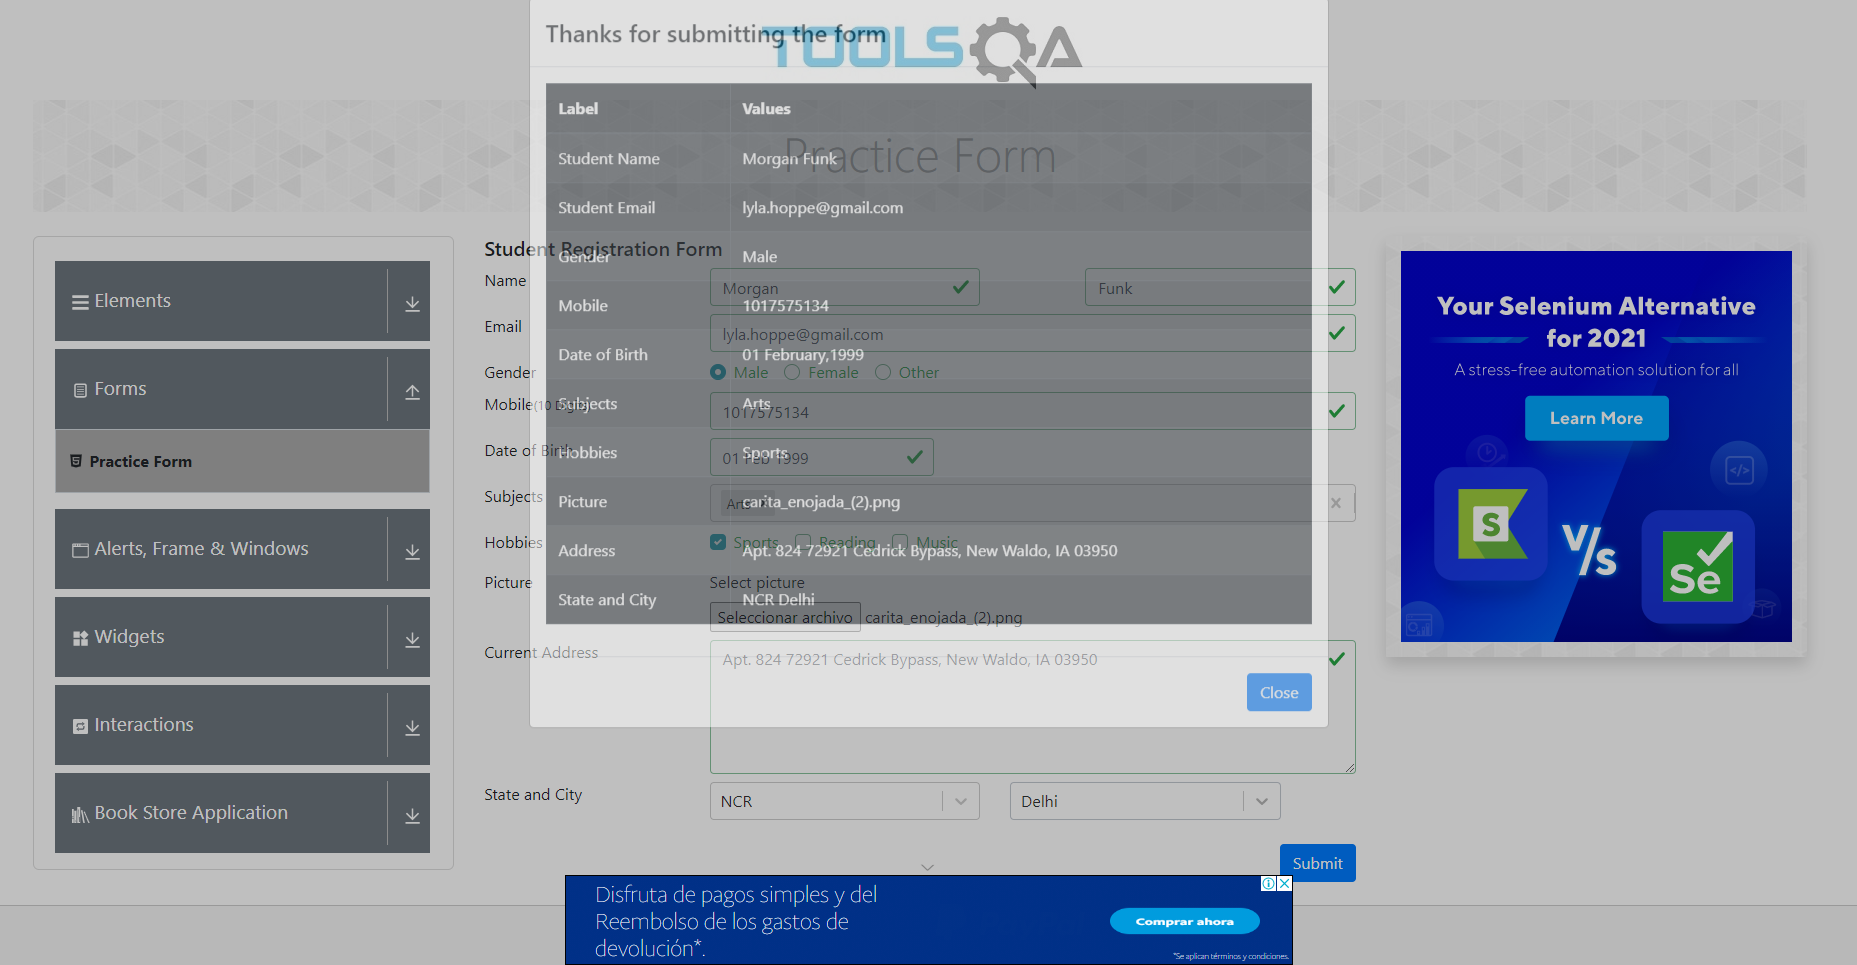 Thanks for submitting the form
TOOLSQA
Label Values
Practice Form
Student Name Morgan Funk
Student Email lyla.hoppe@gmail.com
Gender Male
Mobile 1017575134
Date of Birth 01 February,1999
Subjects Arts
Hobbies Sports
Picture carita_enojada_(2).png
Address Apt. 824 72921 Cedrick Bypass, New Waldo, IA 03950
State and City NCR Delhi
Close
Elements
Forms
Practice Form
Alerts, Frame & Windows
Widgets
Interactions
Book Store Application
Student Registration Form
Name Morgan Funk
Email lyla.hoppe@gmail.com
Gender Male Female Other
Mobile(10 Digits) 1017575134
Date of Birth 01 Feb 1999
Subjects Arts
Hobbies Sports Reading Music
Picture Select picture
Seleccionar archivo carita_enojada_(2).png
Current Address Apt. 824 72921 Cedrick Bypass, New Waldo, IA 03950
State and City NCR Delhi
Submit
Your Selenium Alternative
for 2021
A stress-free automation solution for all
Learn More
S
V/s
Se
Disfruta de pagos simples y del
Reembolso de los gastos de
devolución*.
Comprar ahora
*Se aplican términos y condiciones.